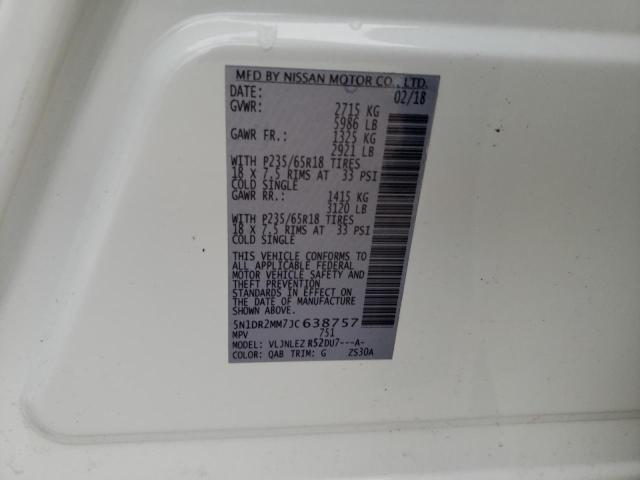 MFD BY NISSAN MOTOR CO., LTD.
DATE: 02/18
GVWR: 2715 KG
5986 LB
GAWR FR.: 1325 KG
2921 LB
WITH P235/65R18 TIRES
18 X 7.5 RIMS AT 33 PSI
COLD SINGLE
GAWR RR.: 1415 KG
3120 LB
WITH P235/65R18 TIRES
18 X 7.5 RIMS AT 33 PSI
COLD SINGLE
THIS VEHICLE CONFORMS TO
ALL APPLICABLE FEDERAL
MOTOR VEHICLE SAFETY AND
THEFT PREVENTION
STANDARDS IN EFFECT ON
THE DATE OF MANUFACTURE
SHOWN ABOVE.
5N1DR2MM7JC638757
MPV 751
MODEL: VLJNLEZ R52DU7---A-
COLOR: QAB TRIM: G ZS30A